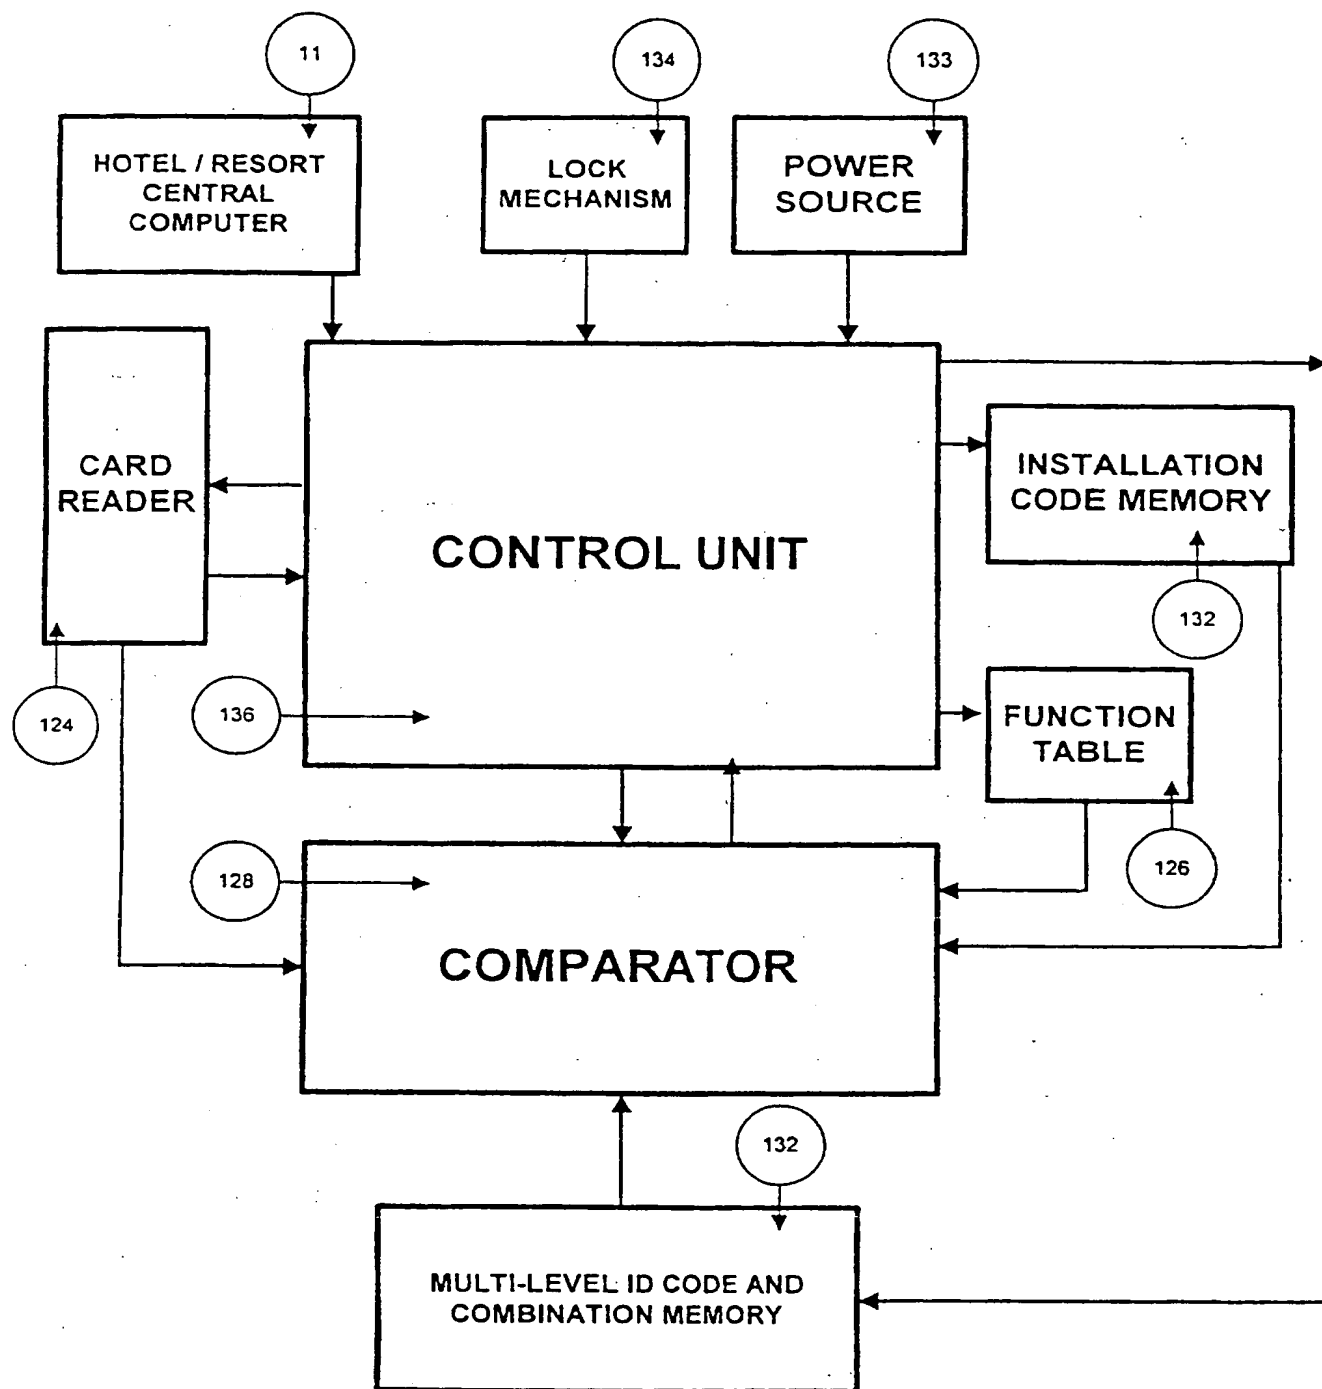 11
134
133
HOTEL / RESORT
CENTRAL
COMPUTER
LOCK
MECHANISM
POWER
SOURCE
CARD
READER
CONTROL UNIT
INSTALLATION
CODE MEMORY
132
124
136
FUNCTION
TABLE
128
126
COMPARATOR
132
MULTI-LEVEL ID CODE AND
COMBINATION MEMORY